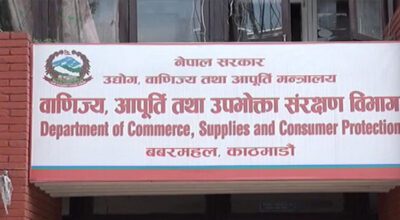 नेपाल सरकार
उद्योग, वाणिज्य तथा आपूर्ति मन्त्रालय
वाणिज्य, आपूर्ति तथा उपभोक्ता संरक्षण विभाग
Department of Commerce, Supplies and Consumer Protection
बबरमहल, काठमाडौं